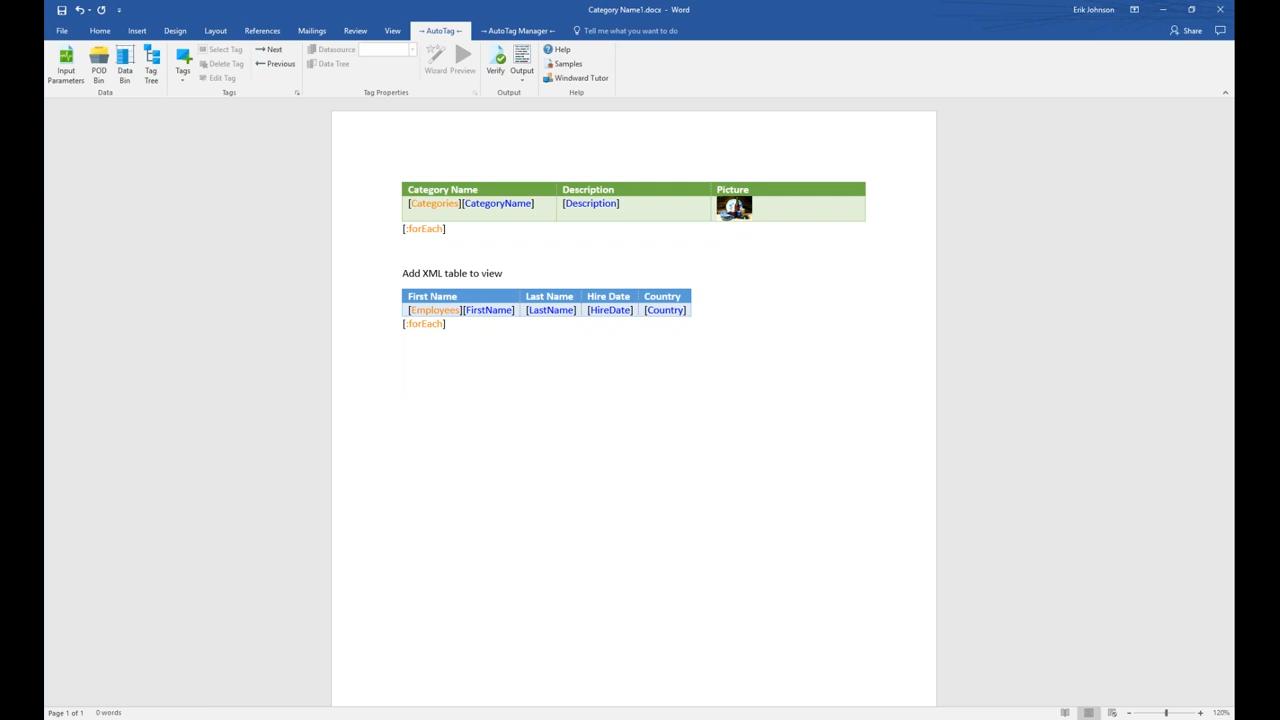 Category Name1.docx - Word
Erik Johnson
File Home Insert Design Layout References Mailings Review View → AutoTag ← → AutoTag Manager ← Tell me what you want to do Share
Input Parameters
POD Bin
Data Bin
Tag Tree
Data
Tags
Select Tag
Delete Tag
Edit Tag
Next
Previous
Tags
Datasource
Data Tree
Wizard
Preview
Tag Properties
Verify
Output
Output
Help
Samples
Windward Tutor
Help
Category Name Description Picture
[Categories][CategoryName] [Description]
[:forEach]
Add XML table to view
First Name Last Name Hire Date Country
[Employees][FirstName] [LastName] [HireDate] [Country]
[:forEach]
Page 1 of 1 0 words 120%